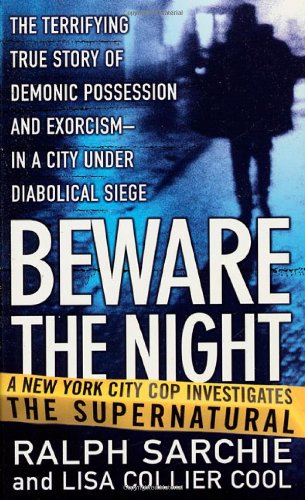 THE TERRIFYING
TRUE STORY OF
DEMONIC POSSESSION
AND EXORCISM—
IN A CITY UNDER
DIABOLICAL SIEGE
BEWARE
THE NIGHT
A NEW YORK CITY COP INVESTIGATES
THE SUPERNATURAL
RALPH SARCHIE
and LISA COLLIER COOL